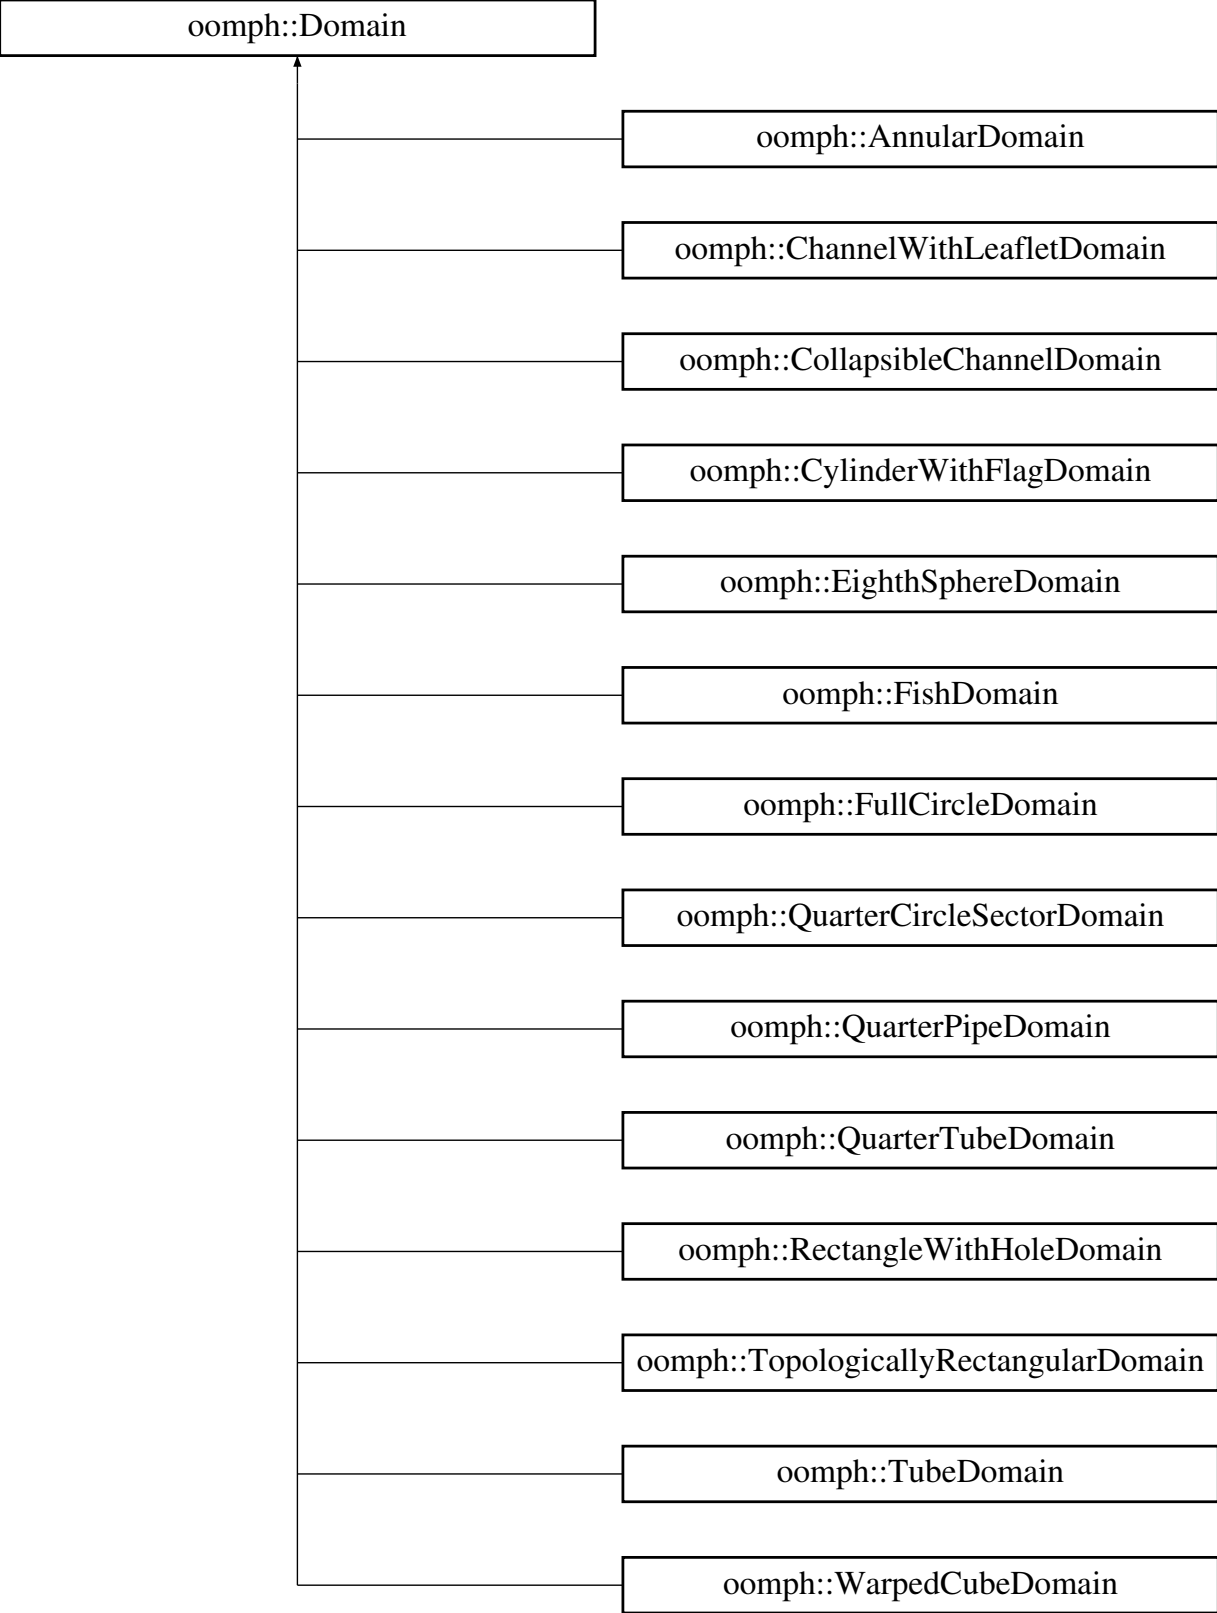 oomph::Domain
oomph::AnnularDomain
oomph::ChannelWithLeafletDomain
oomph::CollapsibleChannelDomain
oomph::CylinderWithFlagDomain
oomph::EighthSphereDomain
oomph::FishDomain
oomph::FullCircleDomain
oomph::QuarterCircleSectorDomain
oomph::QuarterPipeDomain
oomph::QuarterTubeDomain
oomph::RectangleWithHoleDomain
oomph::TopologicallyRectangularDomain
oomph::TubeDomain
oomph::WarpedCubeDomain